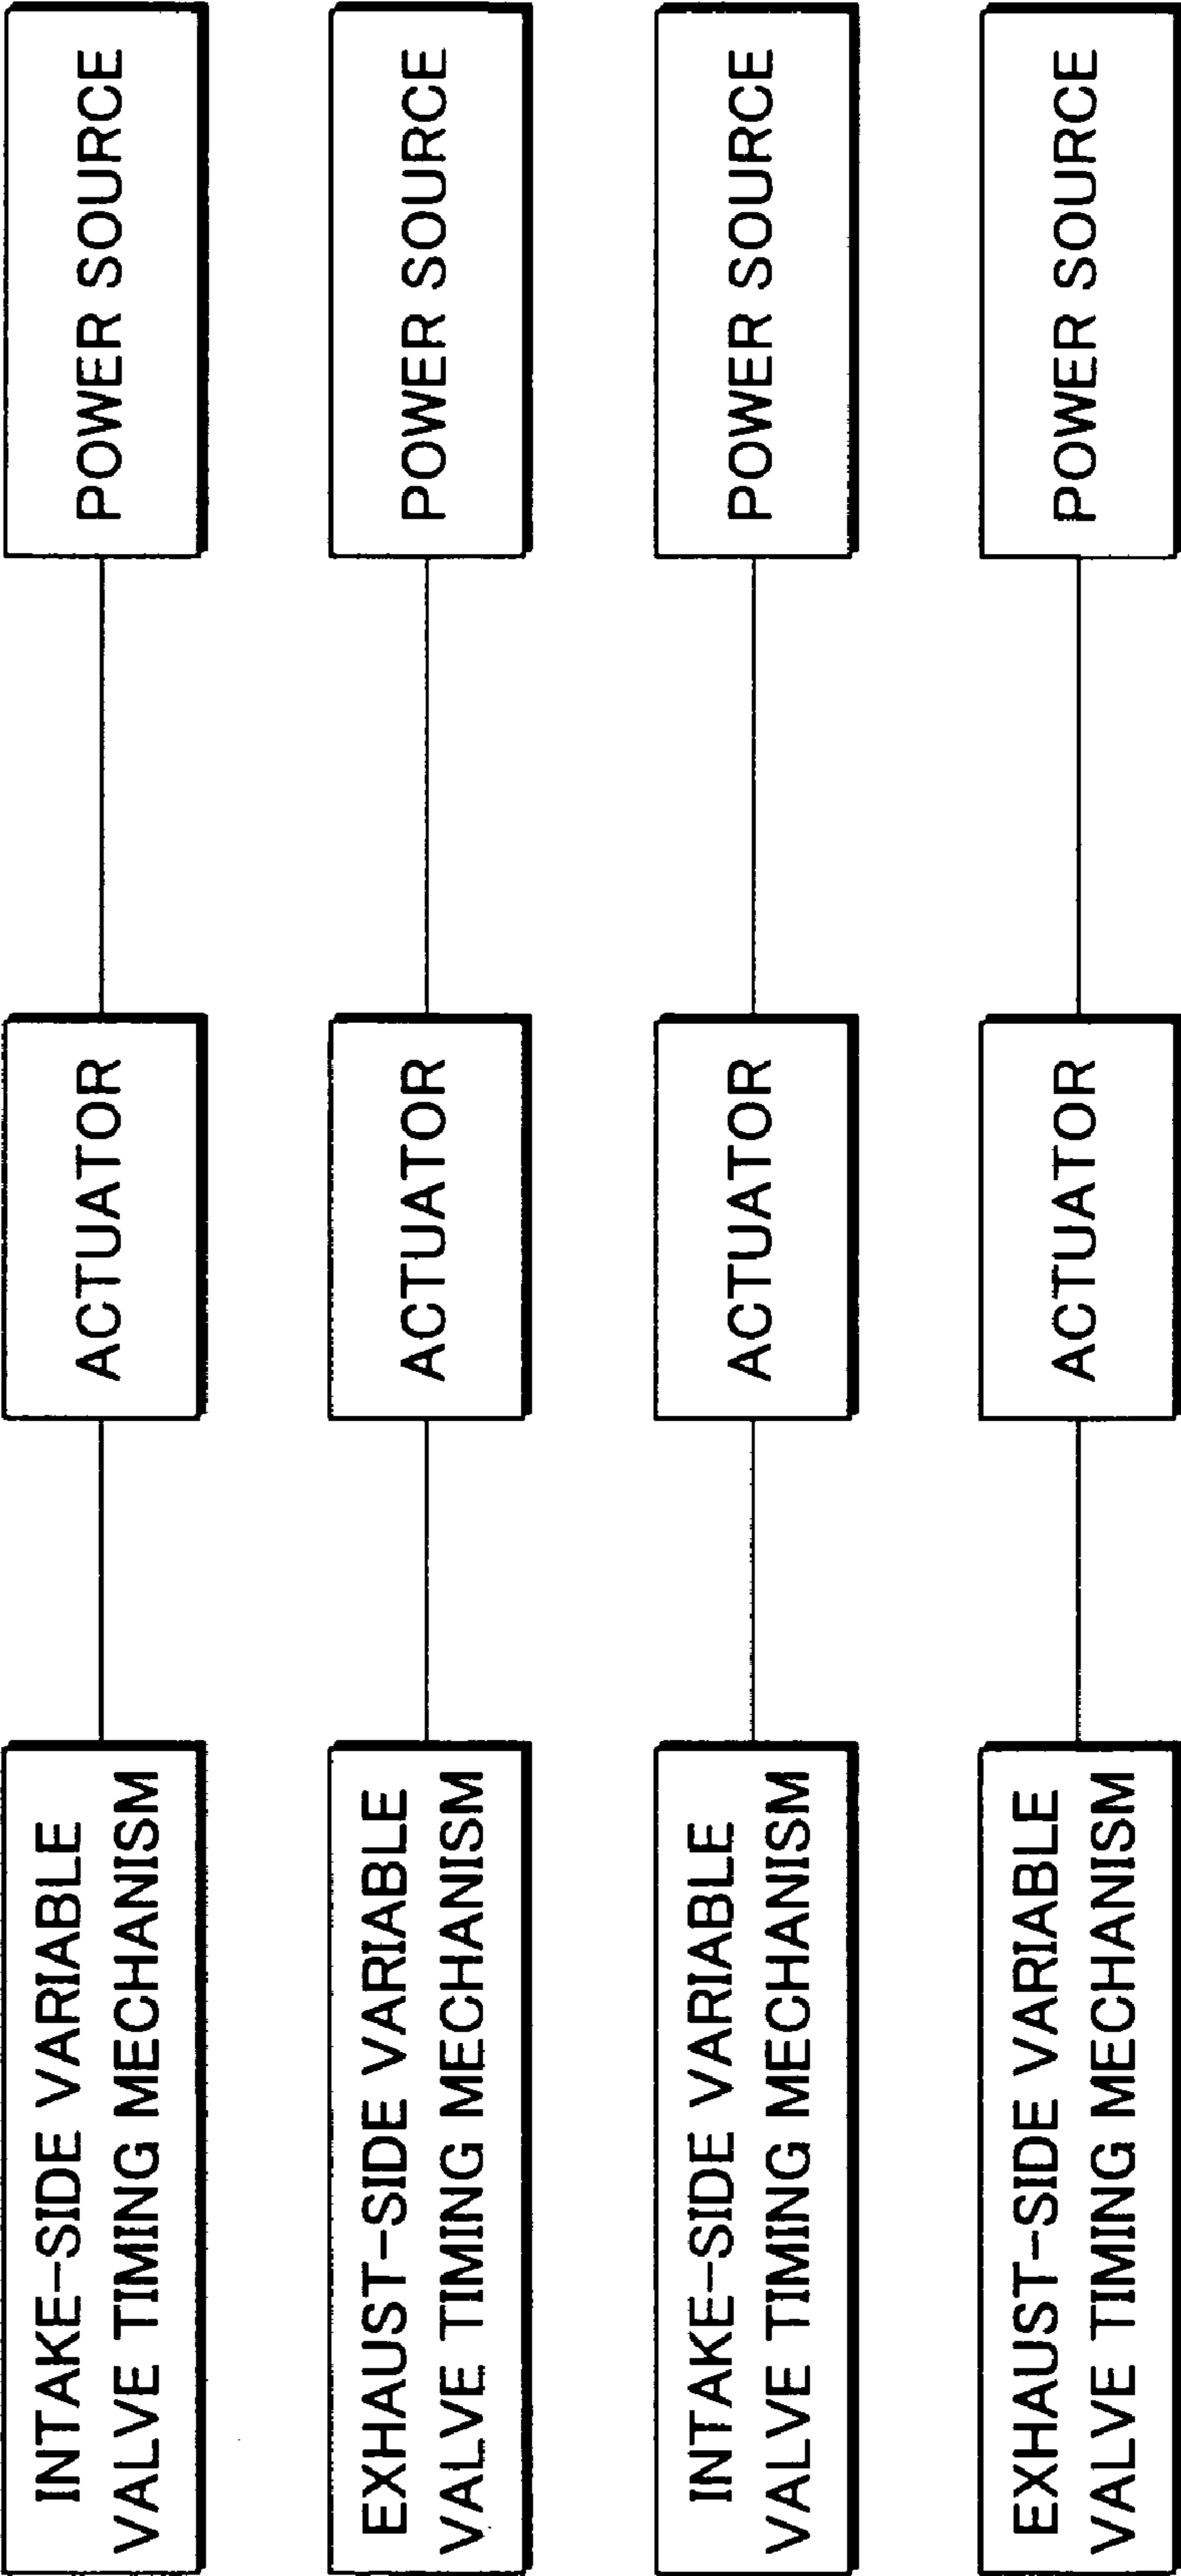 INTAKE–SIDE VARIABLE
VALVE TIMING MECHANISM
ACTUATOR
POWER SOURCE
EXHAUST–SIDE VARIABLE
VALVE TIMING MECHANISM
ACTUATOR
POWER SOURCE
INTAKE–SIDE VARIABLE
VALVE TIMING MECHANISM
ACTUATOR
POWER SOURCE
EXHAUST–SIDE VARIABLE
VALVE TIMING MECHANISM
ACTUATOR
POWER SOURCE